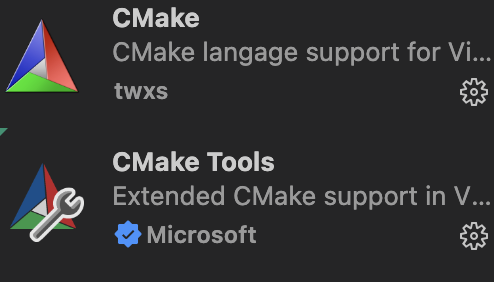 CMake
CMake langage support for Vi...
twxs
CMake Tools
Extended CMake support in V...
Microsoft